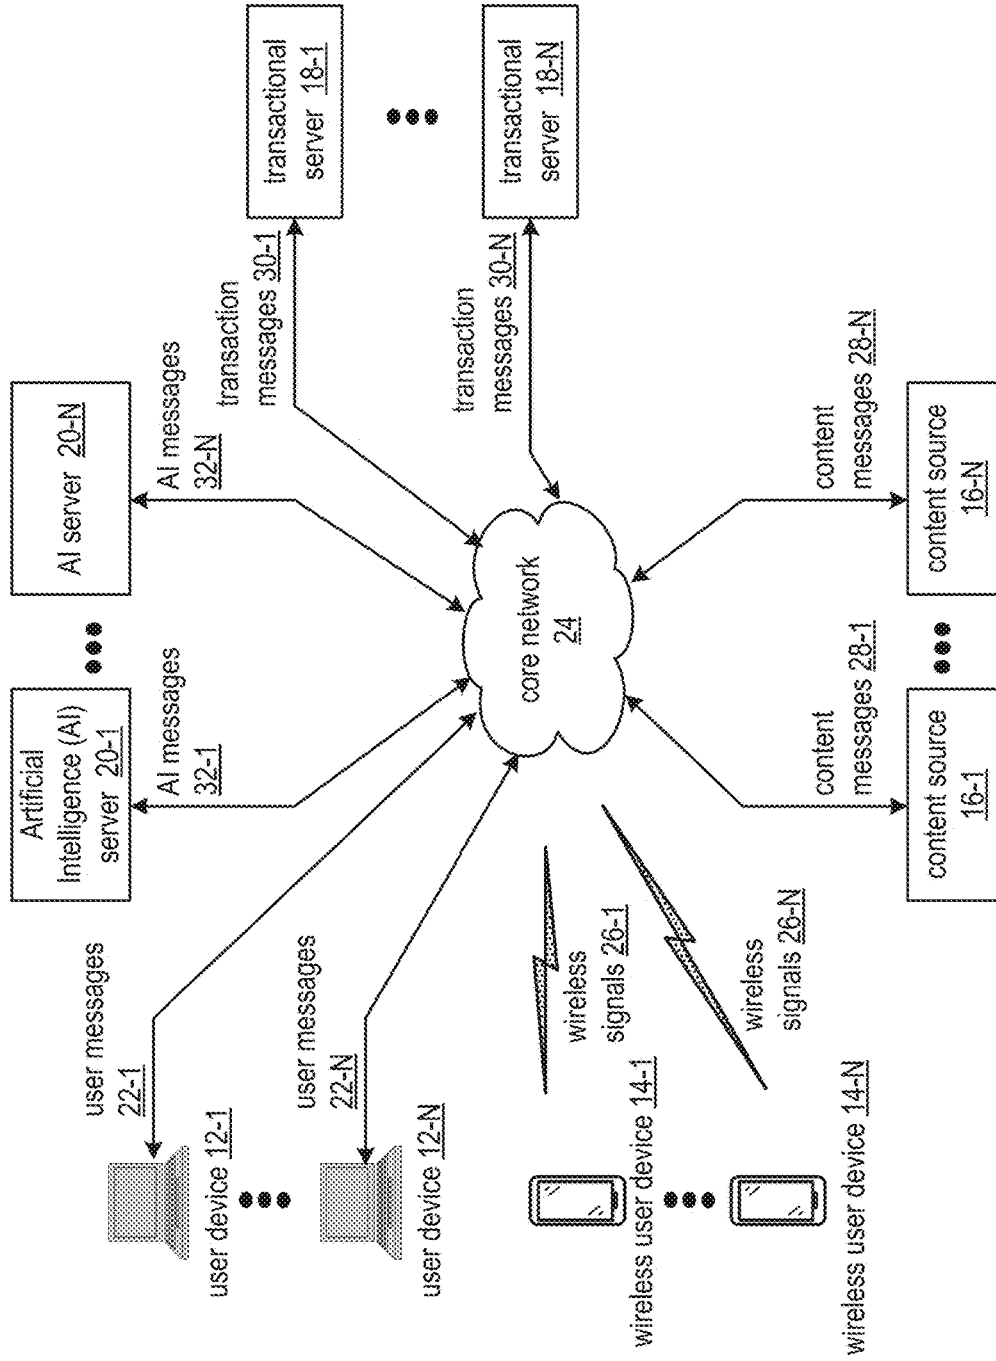 Artificial
Intelligence (AI)
server 20-1
AI server 20-N
AI messages
32-1
AI messages
32-N
user messages
22-1
user device 12-1
user messages
22-N
user device 12-N
transaction
messages 30-1
transactional
server 18-1
transaction
messages 30-N
transactional
server 18-N
core network
24
wireless
signals 26-1
wireless user device 14-1
wireless
signals 26-N
wireless user device 14-N
content
messages 28-1
content
messages 28-N
content source
16-1
content source
16-N